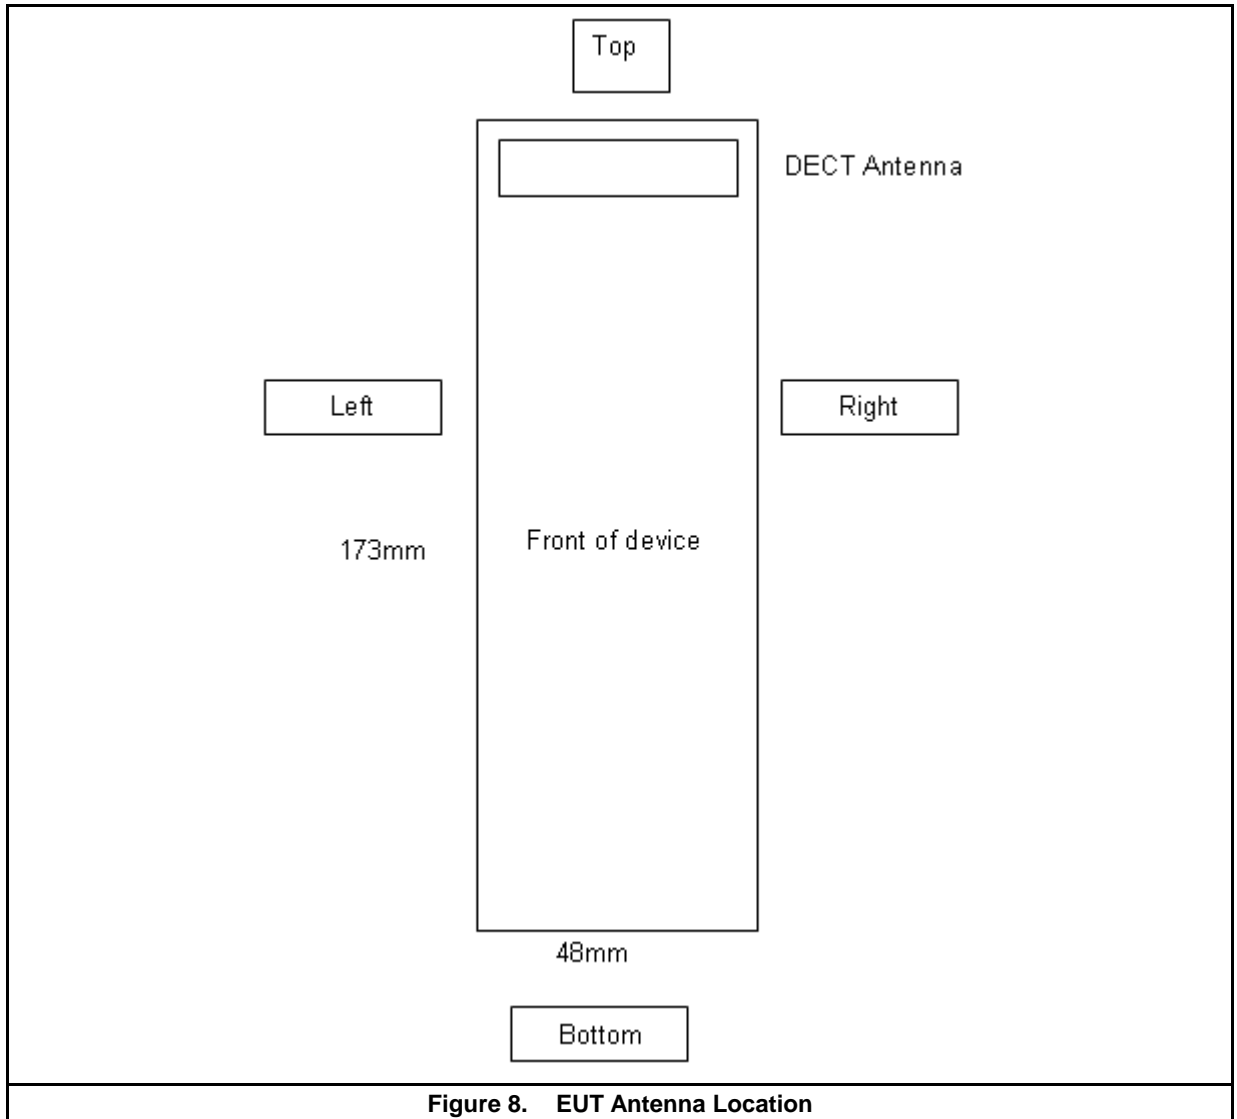 Top
DECT Antenna
Left
Right
173mm
Front of device
48mm
Bottom
Figure 8. EUT Antenna Location